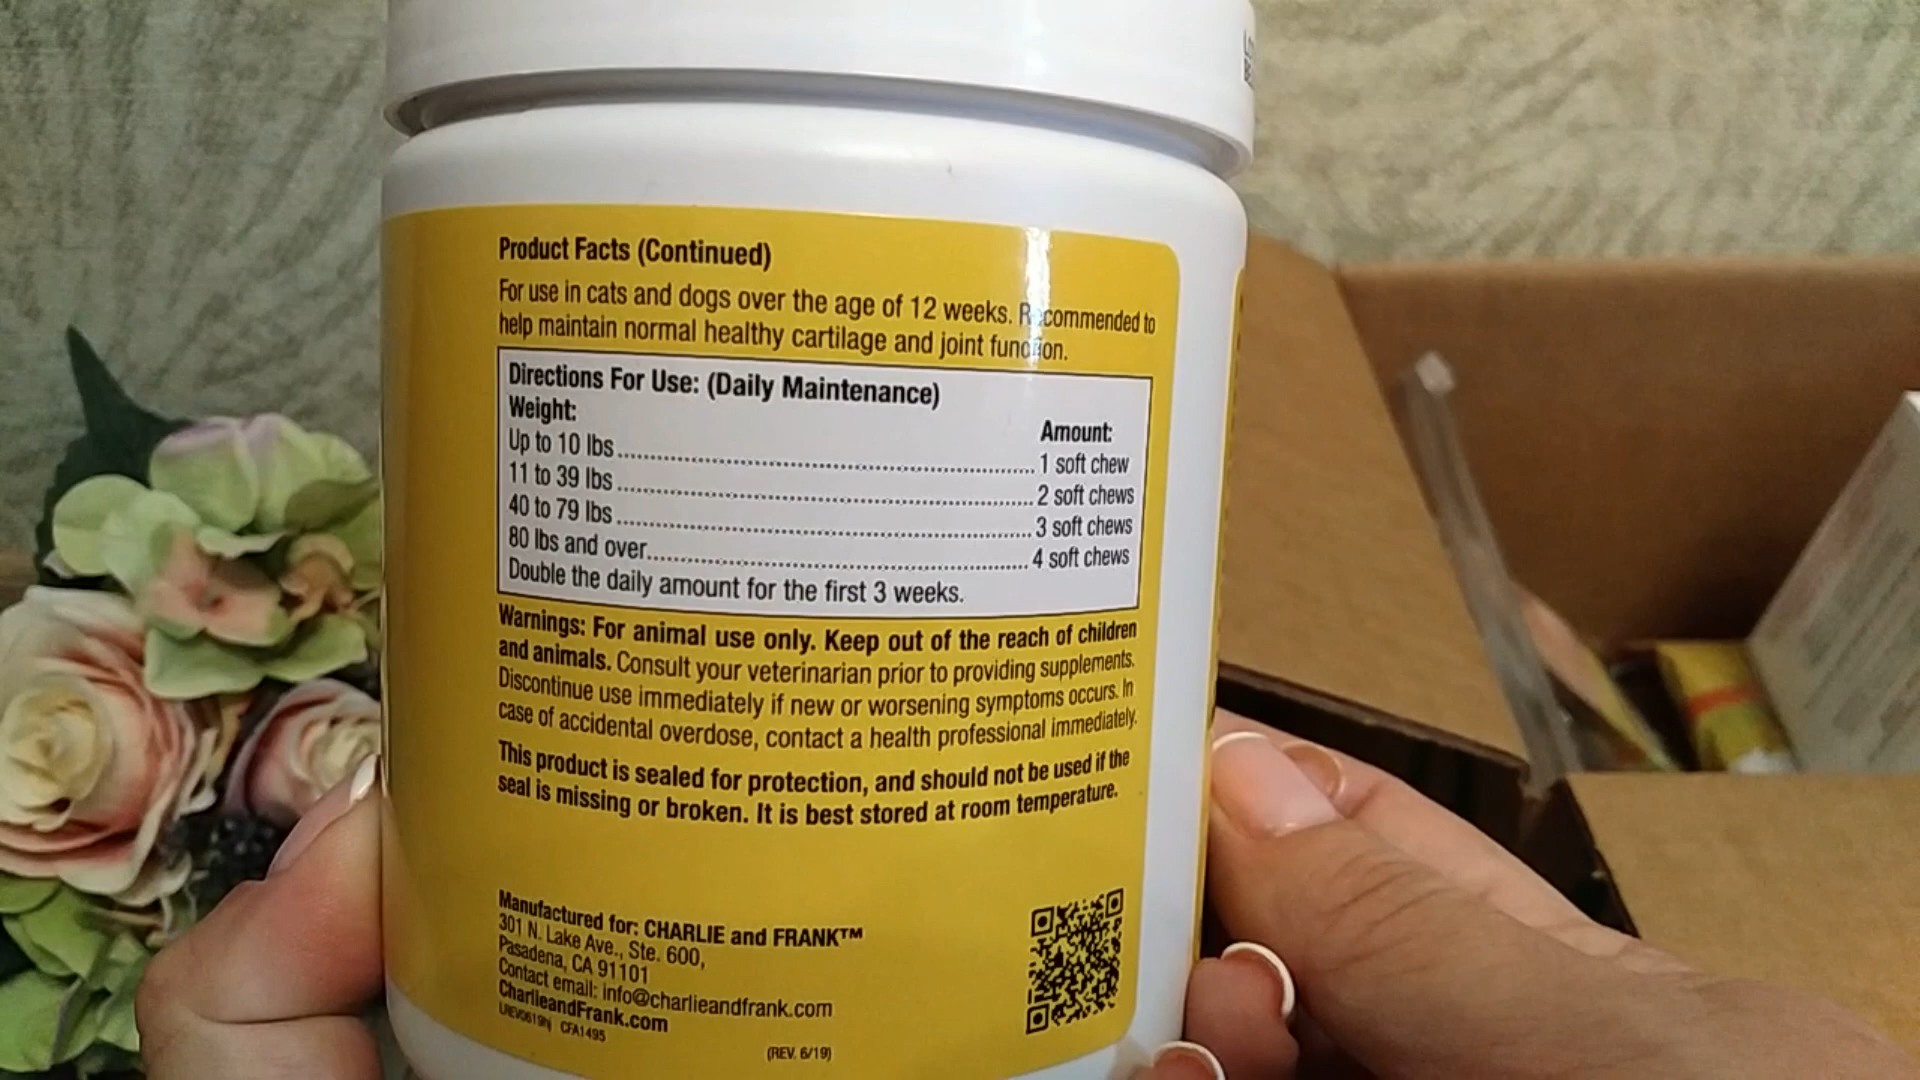 Product Facts (Continued)
For use in cats and dogs over the age of 12 weeks. Recommended to
help maintain normal healthy cartilage and joint function.
Directions For Use: (Daily Maintenance)
Weight: Amount:
Up to 10 lbs 1 soft chew
11 to 39 lbs 2 soft chews
40 to 79 lbs 3 soft chews
80 lbs and over 4 soft chews
Double the daily amount for the first 3 weeks.
Warnings: For animal use only. Keep out of the reach of children
and animals. Consult your veterinarian prior to providing supplements.
Discontinue use immediately if new or worsening symptoms occurs. In
case of accidental overdose, contact a health professional immediately.
This product is sealed for protection, and should not be used if the
seal is missing or broken. It is best stored at room temperature.
Manufactured for: CHARLIE and FRANK™
301 N. Lake Ave., Ste. 600,
Pasadena, CA 91101
Contact email: info@charlieandfrank.com
CharlieandFrank.com
CFA1495
(REV. 6/19)